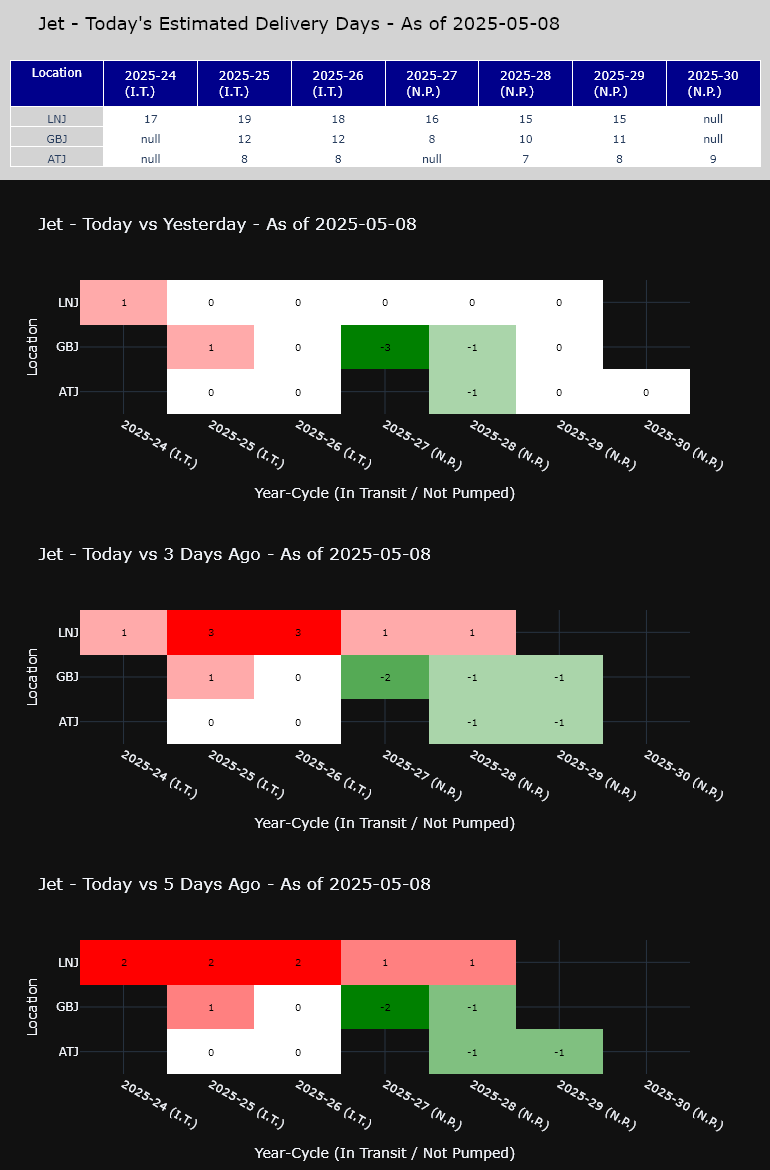 Jet - Today's Estimated Delivery Days - As of 2025-05-08
Location 2025-24 (I.T.) 2025-25 (I.T.) 2025-26 (I.T.) 2025-27 (N.P.) 2025-28 (N.P.) 2025-29 (N.P.) 2025-30 (N.P.)
LNJ 17 19 18 16 15 15 null
GBJ null 12 12 8 10 11 null
ATJ null 8 8 null 7 8 9
Jet - Today vs Yesterday - As of 2025-05-08
Location
LNJ 1 0 0 0 0 0
GBJ 1 0 -3 -1 0
ATJ 0 0 -1 0 0
2025-24 (I.T.) 2025-25 (I.T.) 2025-26 (I.T.) 2025-27 (N.P.) 2025-28 (N.P.) 2025-29 (N.P.) 2025-30 (N.P.)
Year-Cycle (In Transit / Not Pumped)
Jet - Today vs 3 Days Ago - As of 2025-05-08
Location
LNJ 1 3 3 1 1
GBJ 1 0 -2 -1 -1
ATJ 0 0 -1 -1
2025-24 (I.T.) 2025-25 (I.T.) 2025-26 (I.T.) 2025-27 (N.P.) 2025-28 (N.P.) 2025-29 (N.P.) 2025-30 (N.P.)
Year-Cycle (In Transit / Not Pumped)
Jet - Today vs 5 Days Ago - As of 2025-05-08
Location
LNJ 2 2 2 1 1
GBJ 1 0 -2 -1
ATJ 0 0 -1 -1
2025-24 (I.T.) 2025-25 (I.T.) 2025-26 (I.T.) 2025-27 (N.P.) 2025-28 (N.P.) 2025-29 (N.P.) 2025-30 (N.P.)
Year-Cycle (In Transit / Not Pumped)